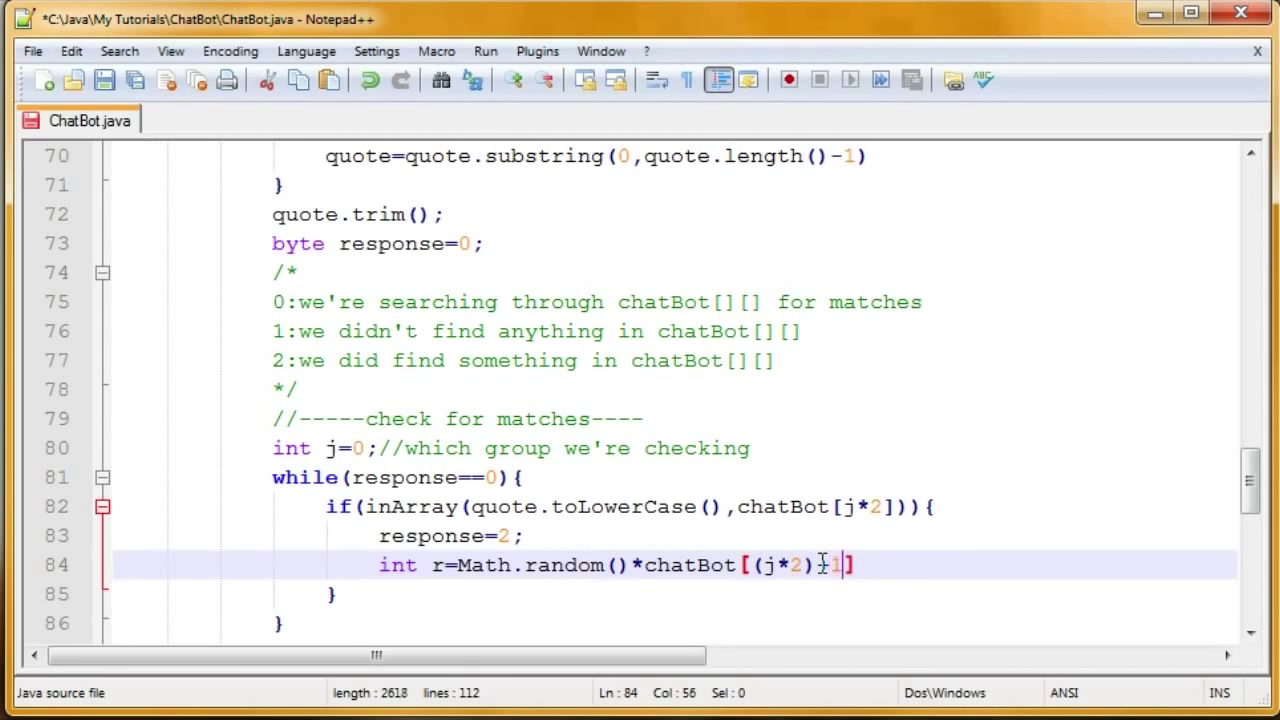 *C:\Java\My Tutorials\ChatBot\ChatBot.java - Notepad++
File Edit Search View Encoding Language Settings Macro Run Plugins Window ? X
ABC
ChatBot.java
70 quote=quote.substring(0,quote.length()-1)
71 }
72 quote.trim();
73 byte response=0;
74 /*
75 0:we're searching through chatBot[][] for matches
76 1:we didn't find anything in chatBot[][]
77 2:we did find something in chatBot[][]
78 */
79 //-----check for matches----
80 int j=0;//which group we're checking
81 while(response==0){
82 if(inArray(quote.toLowerCase(),chatBot[j*2])){
83 response=2;
84 int r=Math.random()*chatBot[(j*2) 1]
85 }
86 }
Java source file length : 2618 lines : 112 Ln : 84 Col : 56 Sel : 0 Dos\Windows ANSI INS